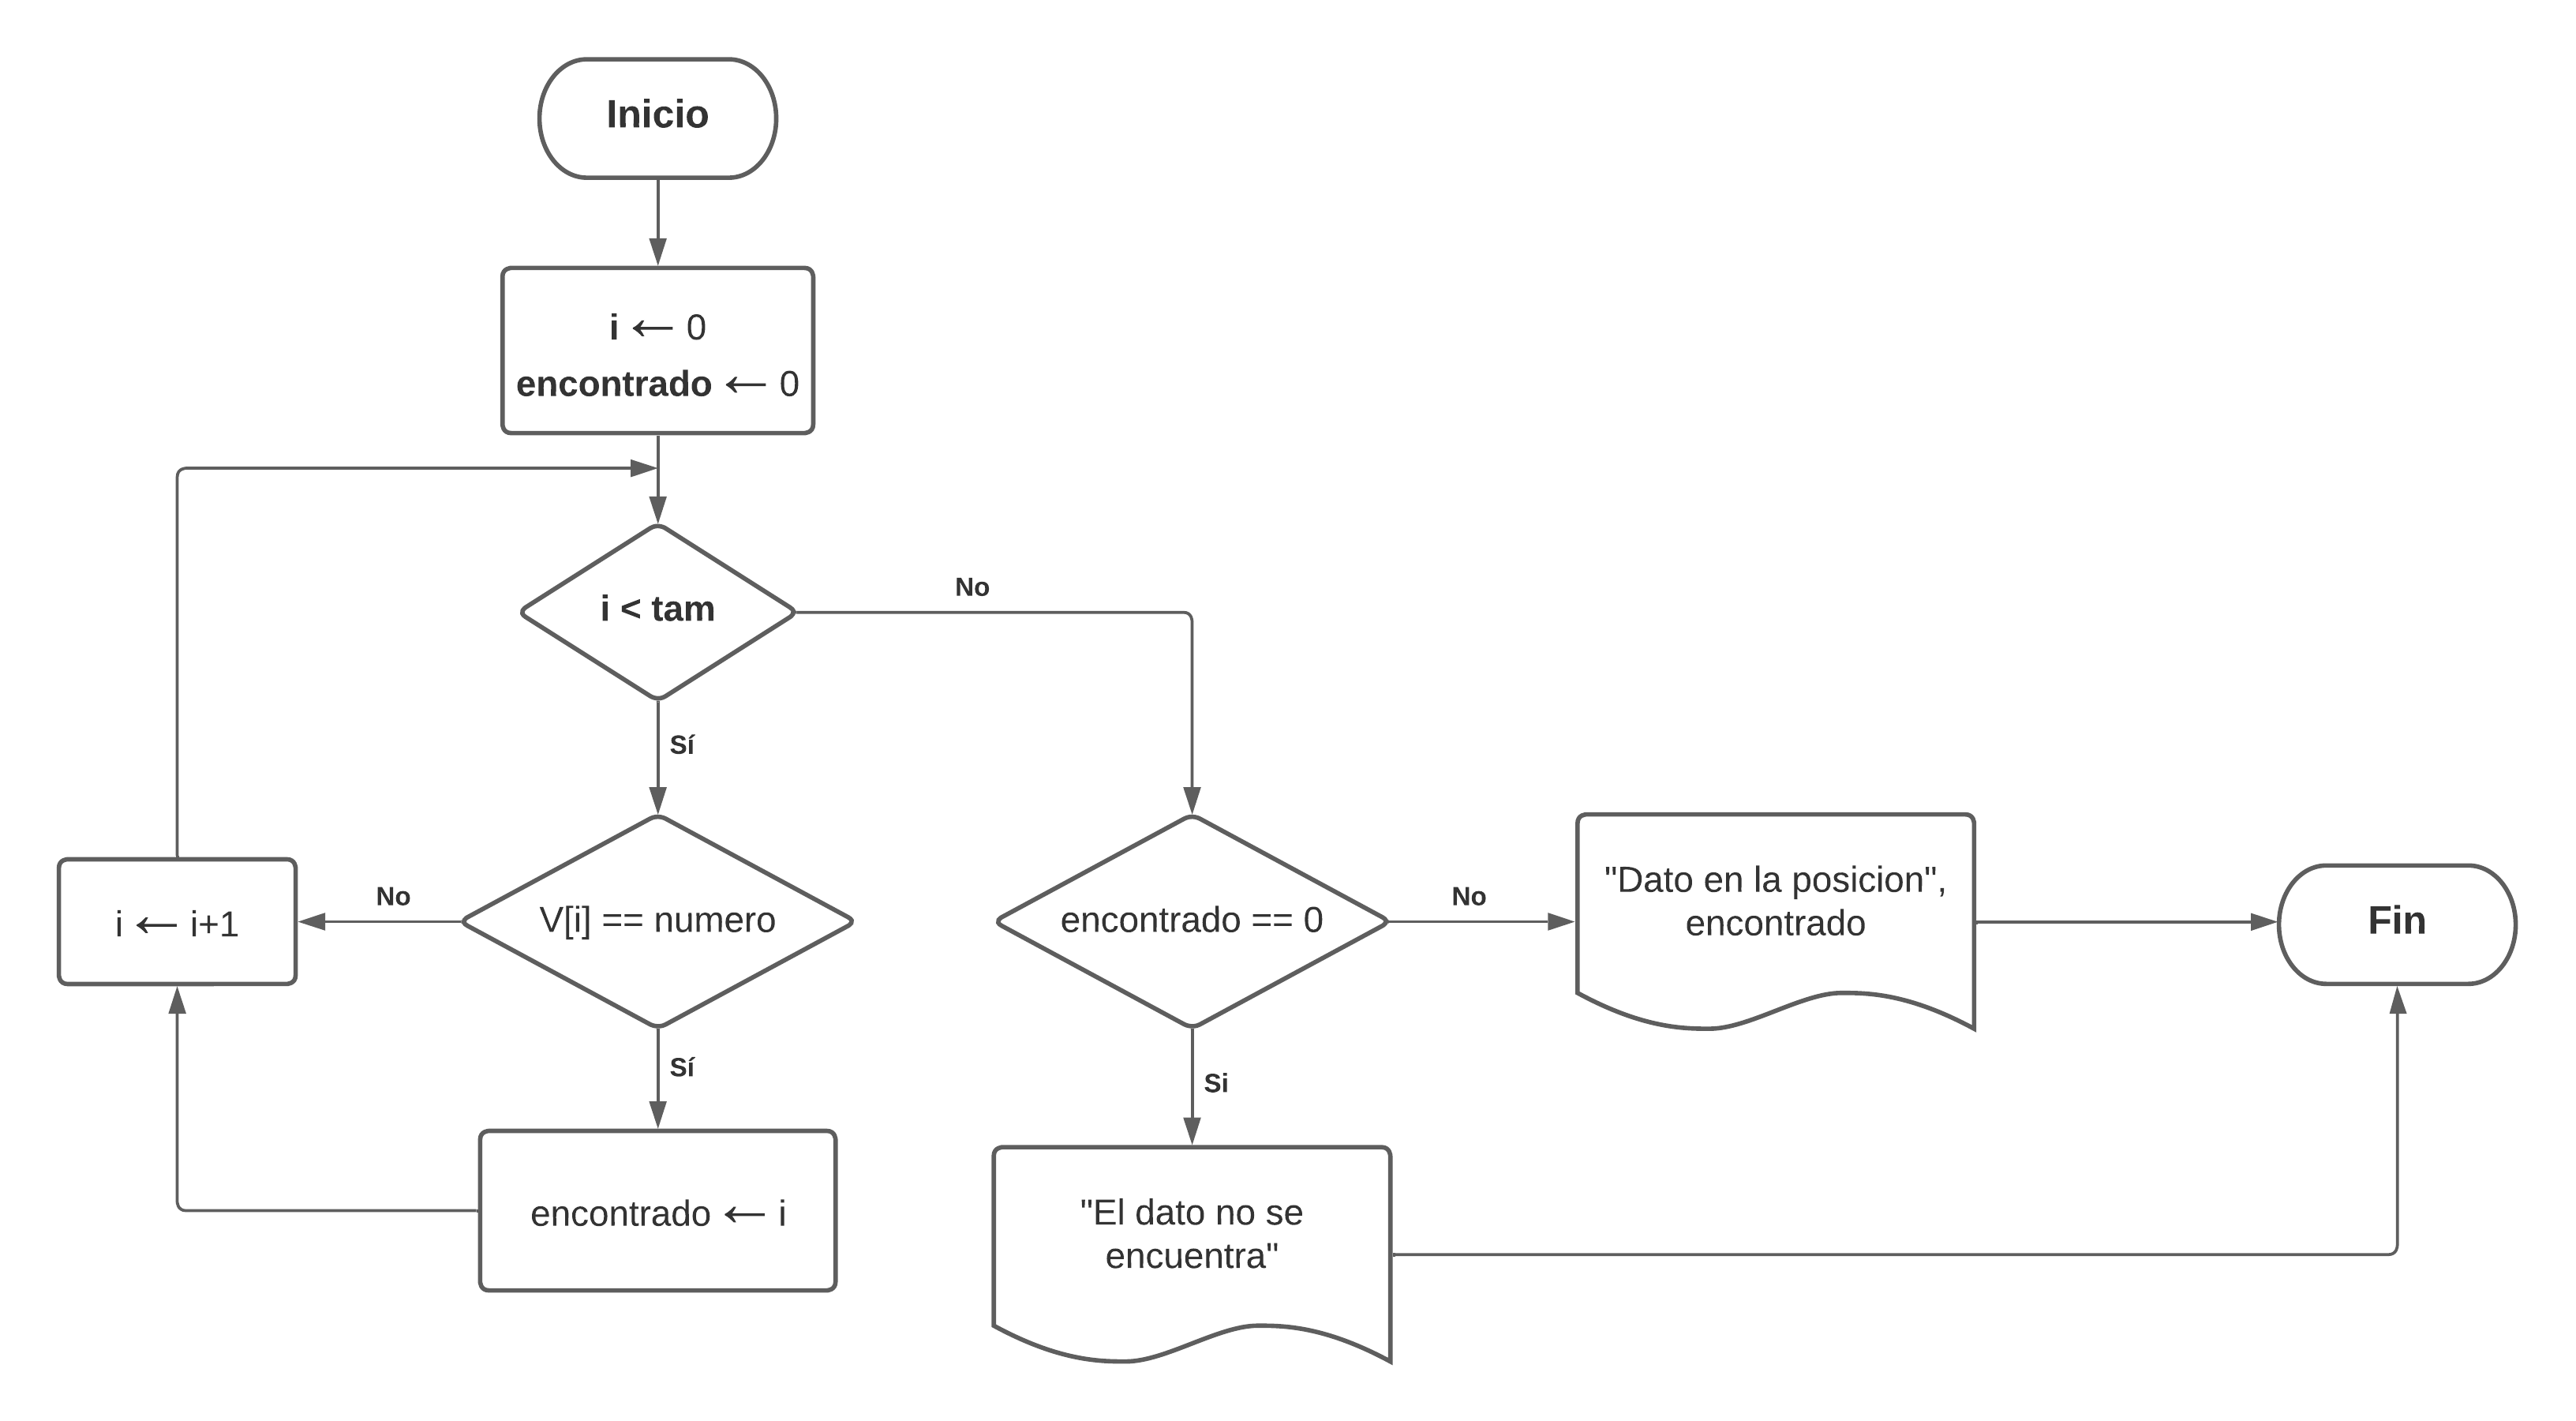 Inicio
i ← 0
encontrado ← 0
i < tam
No
Sí
V[i] == numero
No
i ← i+1
Sí
encontrado ← i
encontrado == 0
No
"Dato en la posicion",
encontrado
Fin
Si
"El dato no se
encuentra"